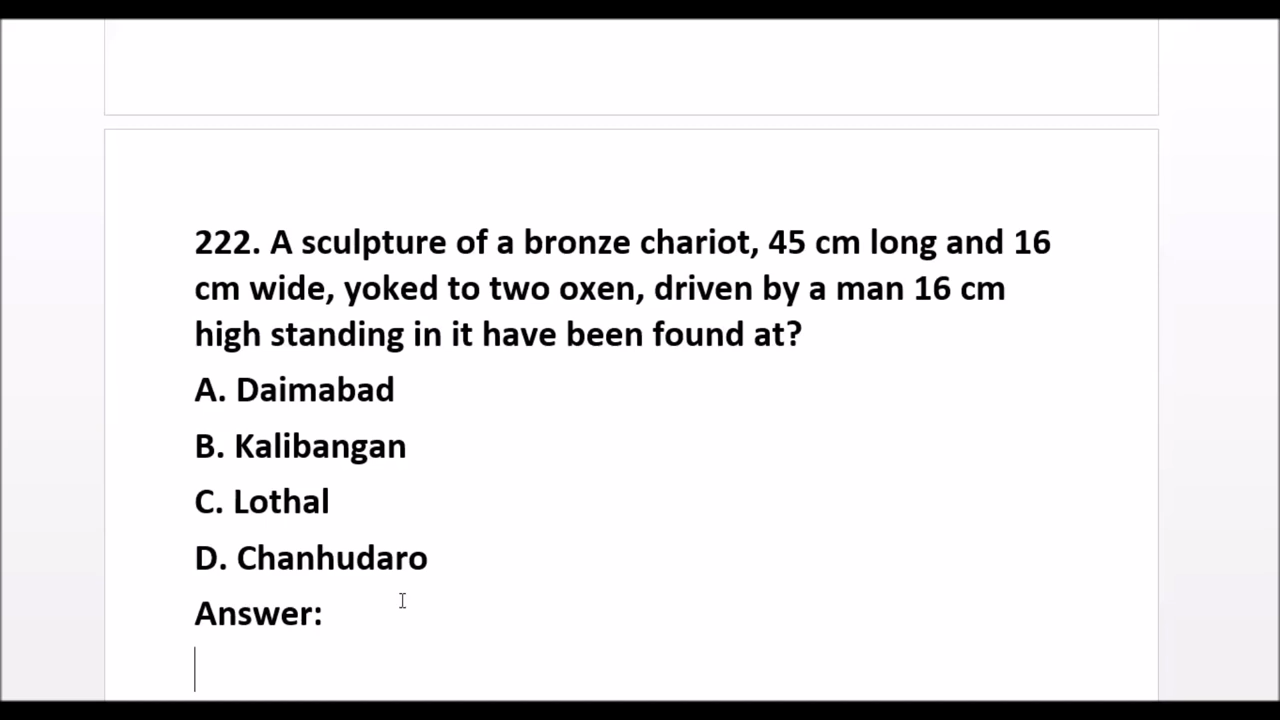 222. A sculpture of a bronze chariot, 45 cm long and 16
cm wide, yoked to two oxen, driven by a man 16 cm
high standing in it have been found at?
A. Daimabad
B. Kalibangan
C. Lothal
D. Chanhudaro
Answer: